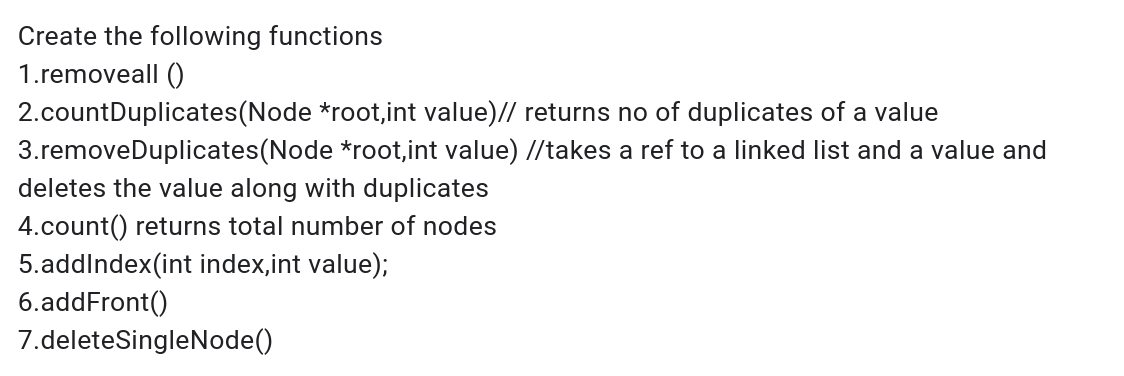 Create the following functions
1.removeall ()
2.countDuplicates(Node *root,int value)// returns no of duplicates of a value
3.removeDuplicates(Node *root,int value) //takes a ref to a linked list and a value and
deletes the value along with duplicates
4.count() returns total number of nodes
5.addIndex(int index,int value);
6.addFront()
7.deleteSingleNode()